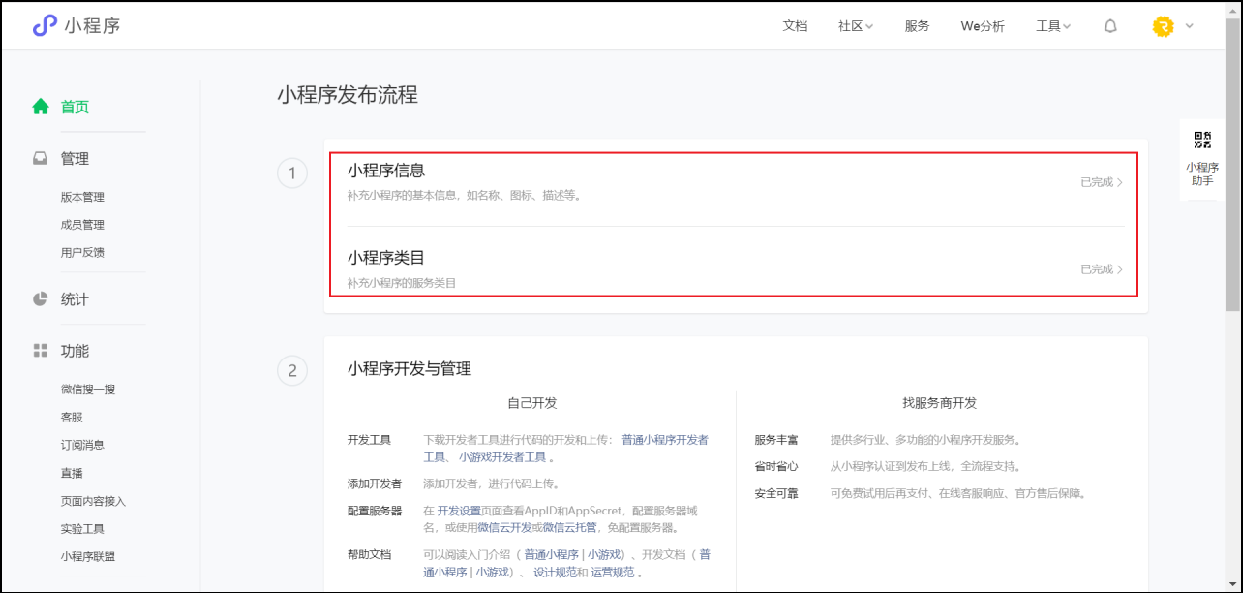 小程序
文档 社区 服务 We分析 工具
首页
管理
版本管理
成员管理
用户反馈
统计
功能
微信搜一搜
客服
订阅消息
直播
页面内容接入
实验工具
小程序联盟
小程序发布流程
1
小程序信息
补充小程序的基本信息，如名称、图标、描述等。
已完成
小程序类目
补充小程序的服务类目
已完成
2
小程序开发与管理
自己开发
开发工具 下载开发者工具进行代码的开发和上传： 普通小程序开发者
工具、 小游戏开发者工具 。
添加开发者 添加开发者，进行代码上传。
配置服务器 在 开发设置页面查看AppID和AppSecret，配置服务器域
名，或使用微信云开发或微信云托管，免配置服务器。
帮助文档 可以阅读入门介绍（ 普通小程序 | 小游戏）、开发文档（ 普
通小程序 | 小游戏）、 设计规范和 运营规范 。
找服务商开发
服务丰富 提供多行业、多功能的小程序开发服务。
省时省心 从小程序认证到发布上线，全流程支持。
安全可靠 可免费试用后再支付、在线客服响应、官方售后保障。
小程序
助手